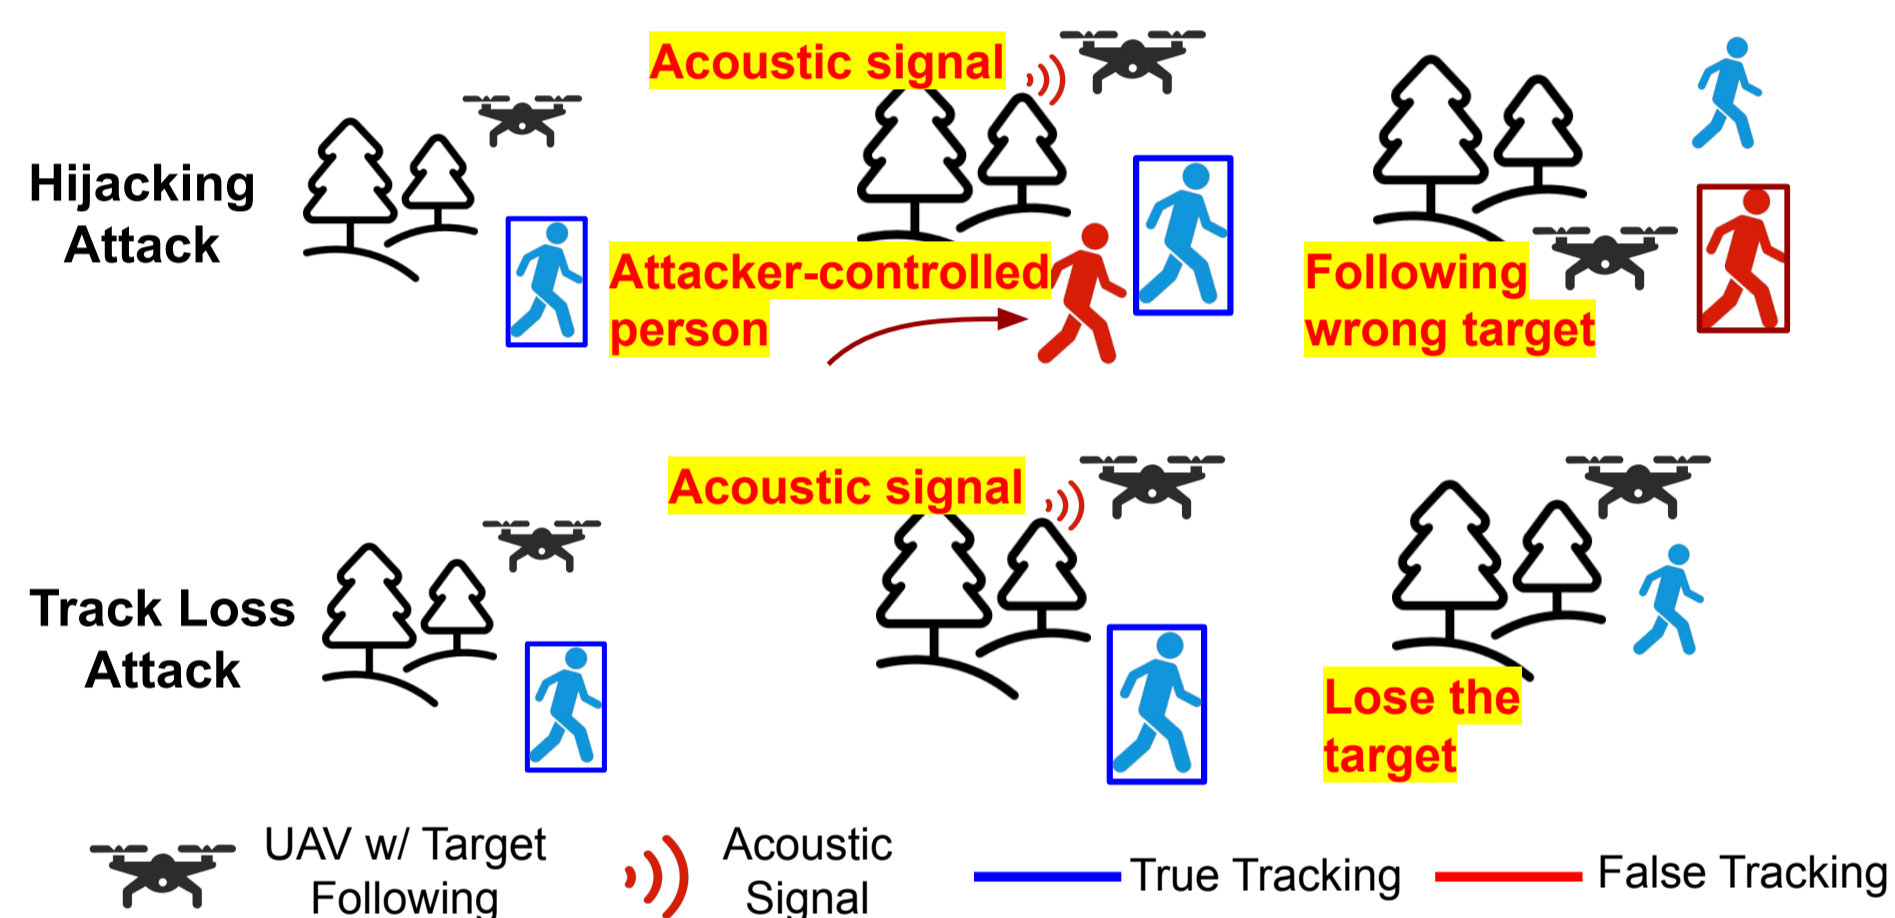 Acoustic signal
Hijacking
Attack
Attacker-controlled
person
Following
wrong target
Acoustic signal
Track Loss
Attack
Lose the
target
UAV w/ Target
Following
Acoustic
Signal
True Tracking
False Tracking